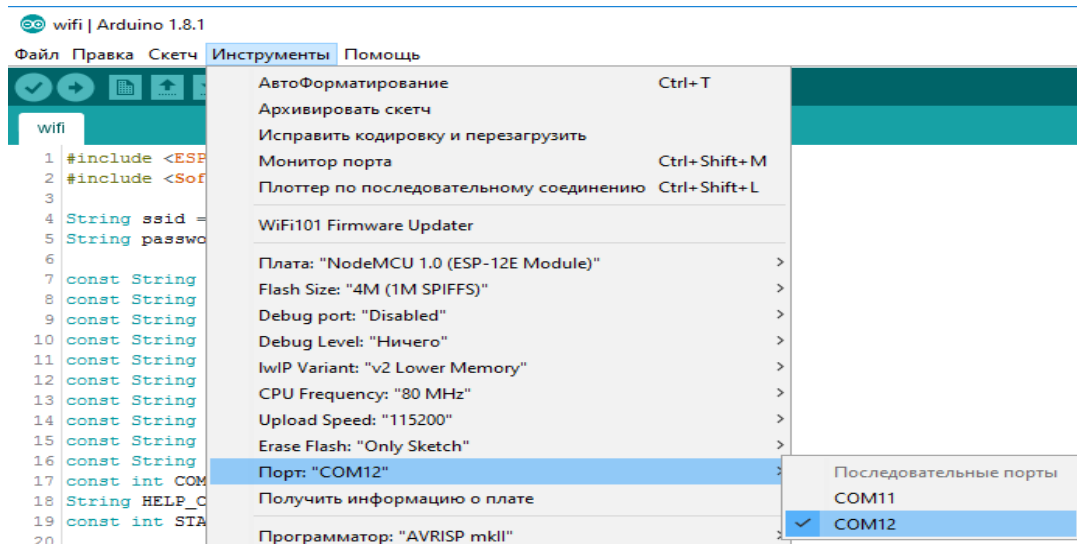 wifi | Arduino 1.8.1
Файл Правка Скетч Инструменты Помощь
АвтоФорматирование Ctrl+T
Архивировать скетч
wifi
Исправить кодировку и перезагрузить
1 #include <ESP
Монитор порта Ctrl+Shift+M
2 #include <Sof
Плоттер по последовательному соединению Ctrl+Shift+L
3
4 String ssid =
WiFi101 Firmware Updater
5 String passwo
6
Плата: "NodeMCU 1.0 (ESP-12E Module)"
7 const String
Flash Size: "4M (1M SPIFFS)"
8 const String
9 const String
Debug port: "Disabled"
10 const String
Debug Level: "Ничего"
11 const String
IwIP Variant: "v2 Lower Memory"
12 const String
CPU Frequency: "80 MHz"
13 const String
14 const String
Upload Speed: "115200"
15 const String
Erase Flash: "Only Sketch"
16 const String
Порт: "COM12"
Последовательные порты
17 const int COM
18 String HELP_C
Получить информацию о плате
COM11
19 const int STA
COM12
20
Программатор: "AVRISP mkII"